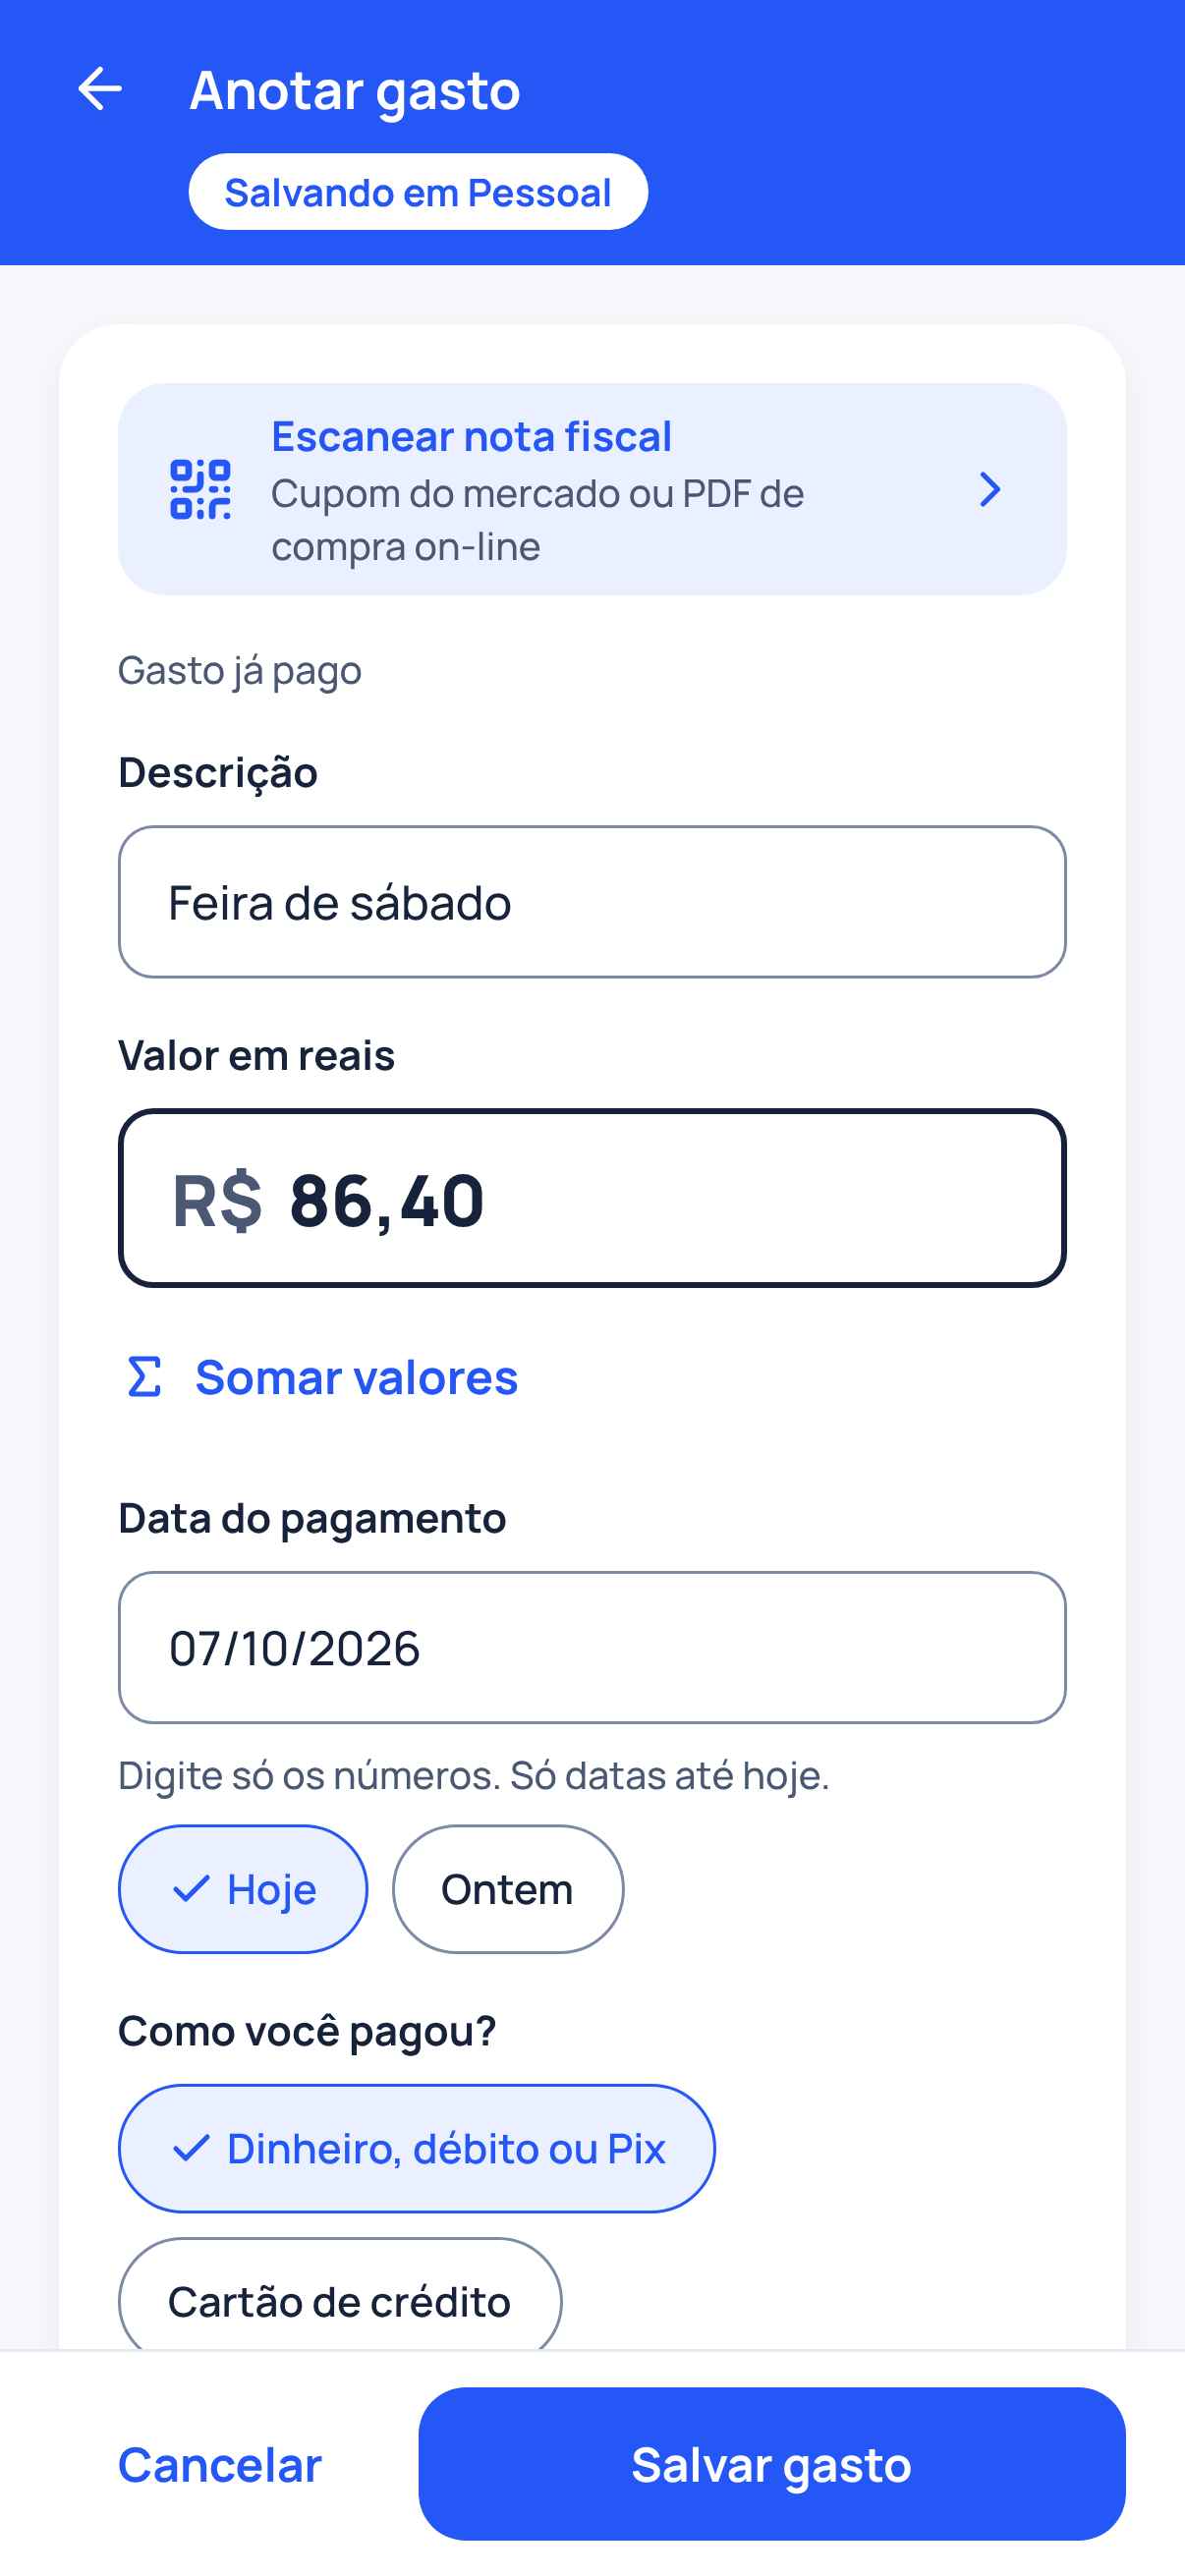 Anotar gasto
Salvando em Pessoal
Escanear nota fiscal
Cupom do mercado ou PDF de
compra on-line
Gasto já pago
Descrição
Feira de sábado
Valor em reais
R$ 86,40
Somar valores
Data do pagamento
07/10/2026
Digite só os números. Só datas até hoje.
Hoje
Ontem
Como você pagou?
Dinheiro, débito ou Pix
Cartão de crédito
Cancelar
Salvar gasto